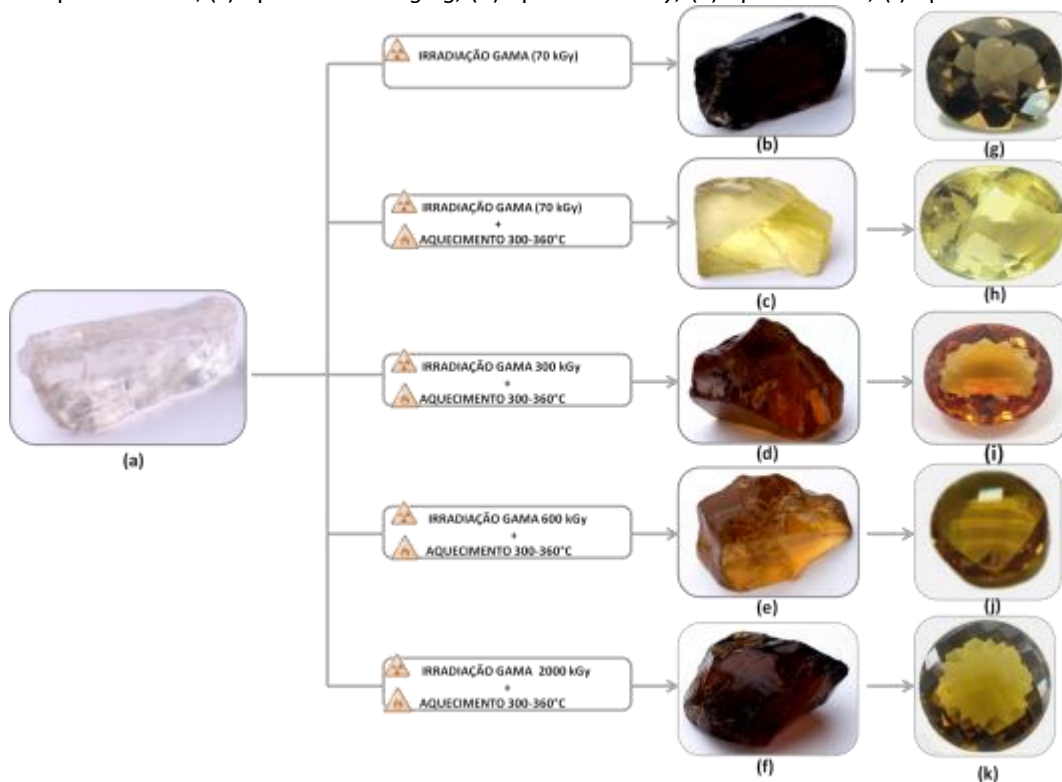 IRRADIAÇÃO GAMA (70 kGy)
(b)
(g)
IRRADIAÇÃO GAMA (70 kGy)
+
AQUECIMENTO 300-360°C
(c)
(h)
(a)
IRRADIAÇÃO GAMA 300 kGy
+
AQUECIMENTO 300-360°C
(d)
(i)
IRRADIAÇÃO GAMA 600 kGy
+
AQUECIMENTO 300-360°C
(e)
(j)
IRRADIAÇÃO GAMA 2000 kGy
+
AQUECIMENTO 300-360°C
(f)
(k)